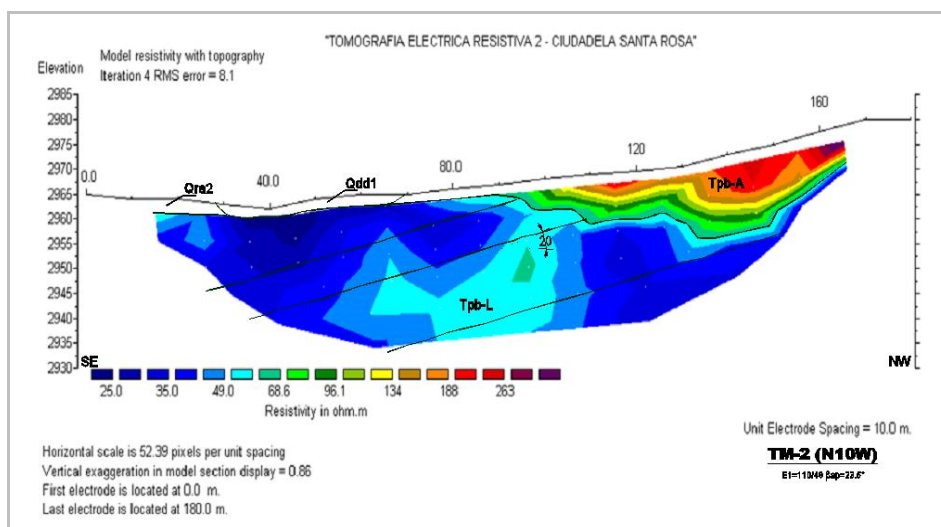 "TOMOGRAFIA ELECTRICA RESISTIVA 2 - CIUDADELA SANTA ROSA"
Model resistivity with topography
Iteration 4 RMS error = 8.1
Elevation
2985
2980
2975
2970
2965
2960
2955
2950
2945
2940
2935
2930
0.0
40.0
80.0
120
160
Qra2
Qdd1
Tpb-A
20
Tpb-L
SE
NW
25.0 35.0 49.0 68.6 96.1 134 188 263
Resistivity in ohm.m
Unit Electrode Spacing = 10.0 m.
TM-2 (N10W)
Horizontal scale is 52.39 pixels per unit spacing
Vertical exaggeration in model section display = 0.86
First electrode is located at 0.0 m.
Last electrode is located at 180.0 m.